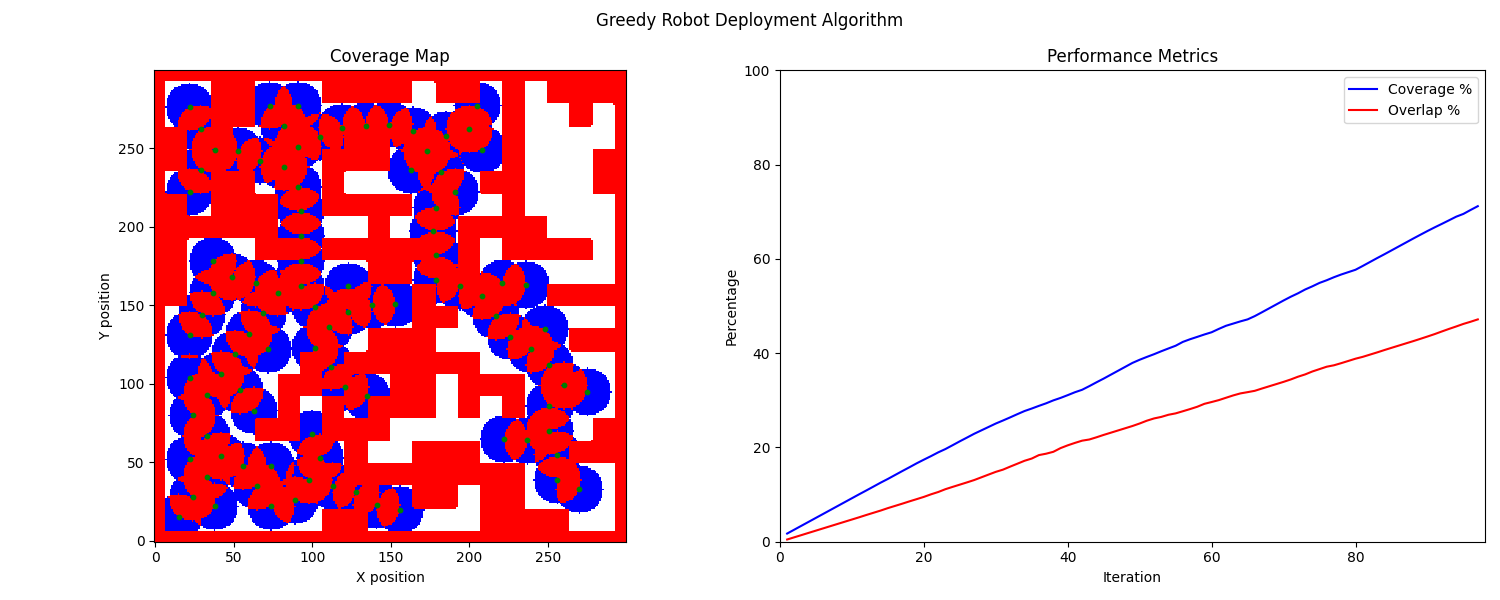 Greedy Robot Deployment Algorithm
Coverage Map
Y position
250
200
150
100
50
0
0 50 100 150 200 250
X position
Performance Metrics
Coverage %
Overlap %
Percentage
100
80
60
40
20
0
0 20 40 60 80
Iteration